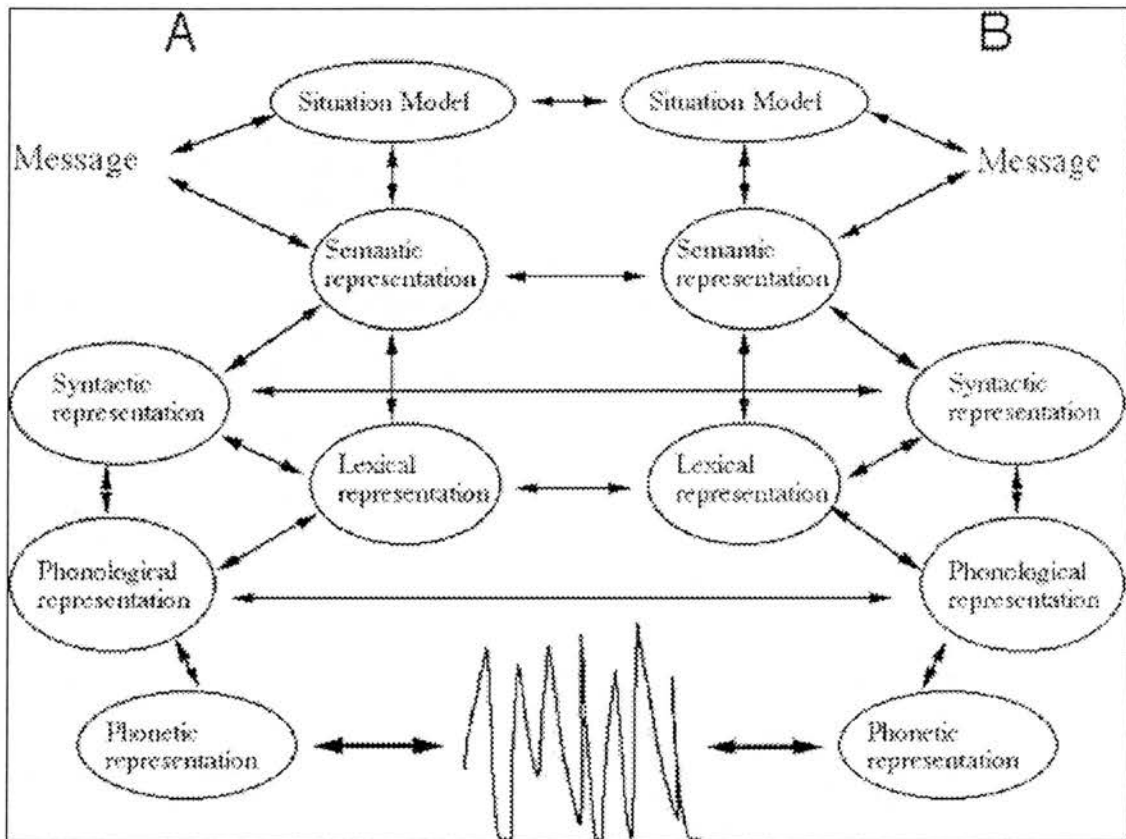 A
B
Situation Model
Situation Model
Message
Message
Semantic
representation
Semantic
representation
Syntactic
representation
Syntactic
representation
Lexical
representation
Lexical
representation
Phonological
representation
Phonological
representation
Phonetic
representation
Phonetic
representation